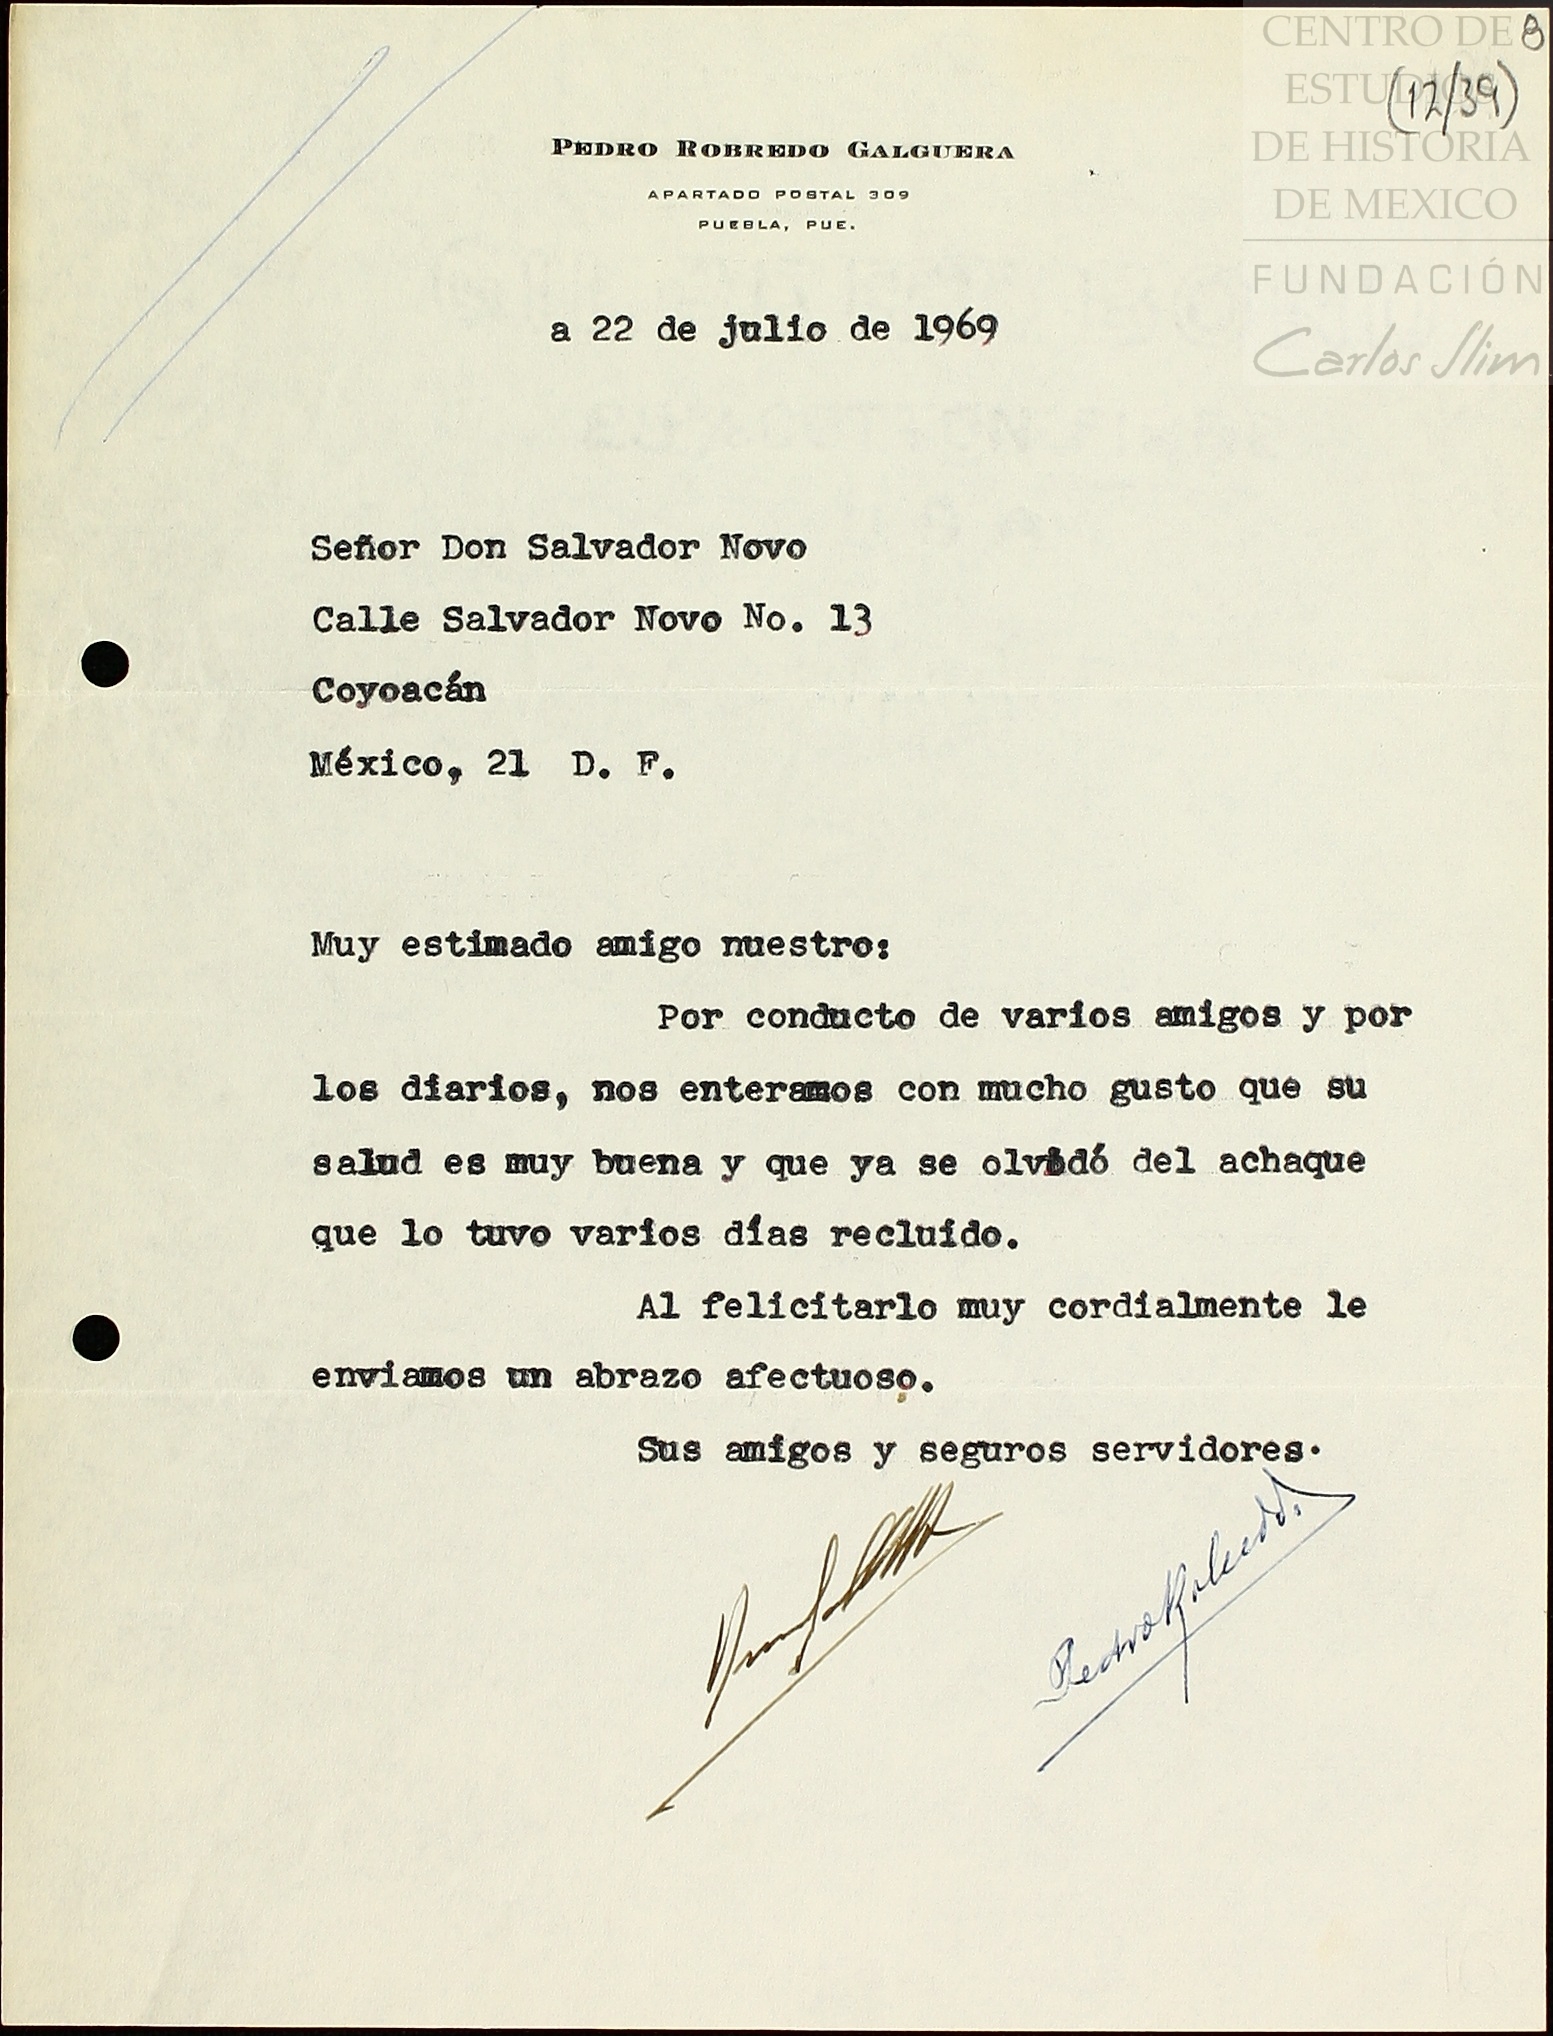 CENTRO DE
ESTUDIOS
DE HISTORIA
DE MEXICO
FUNDACIÓN
Carlos Slim
8
(12/39)
PEDRO ROBREDO GALGUERA
APARTADO POSTAL 309
PUEBLA, PUE.
a 22 de julio de 1969
Señor Don Salvador Novo
Calle Salvador Novo No. 13
Coyoacán
México, 21 D. F.
Muy estimado amigo nuestro:
Por conducto de varios amigos y por
los diarios, nos enteramos con mucho gusto que su
salud es muy buena y que ya se olvidó del achaque
que lo tuvo varios días recluído.
Al felicitarlo muy cordialmente le
enviamos un abrazo afectuoso.
Sus amigos y seguros servidores.
Pedro Robredo